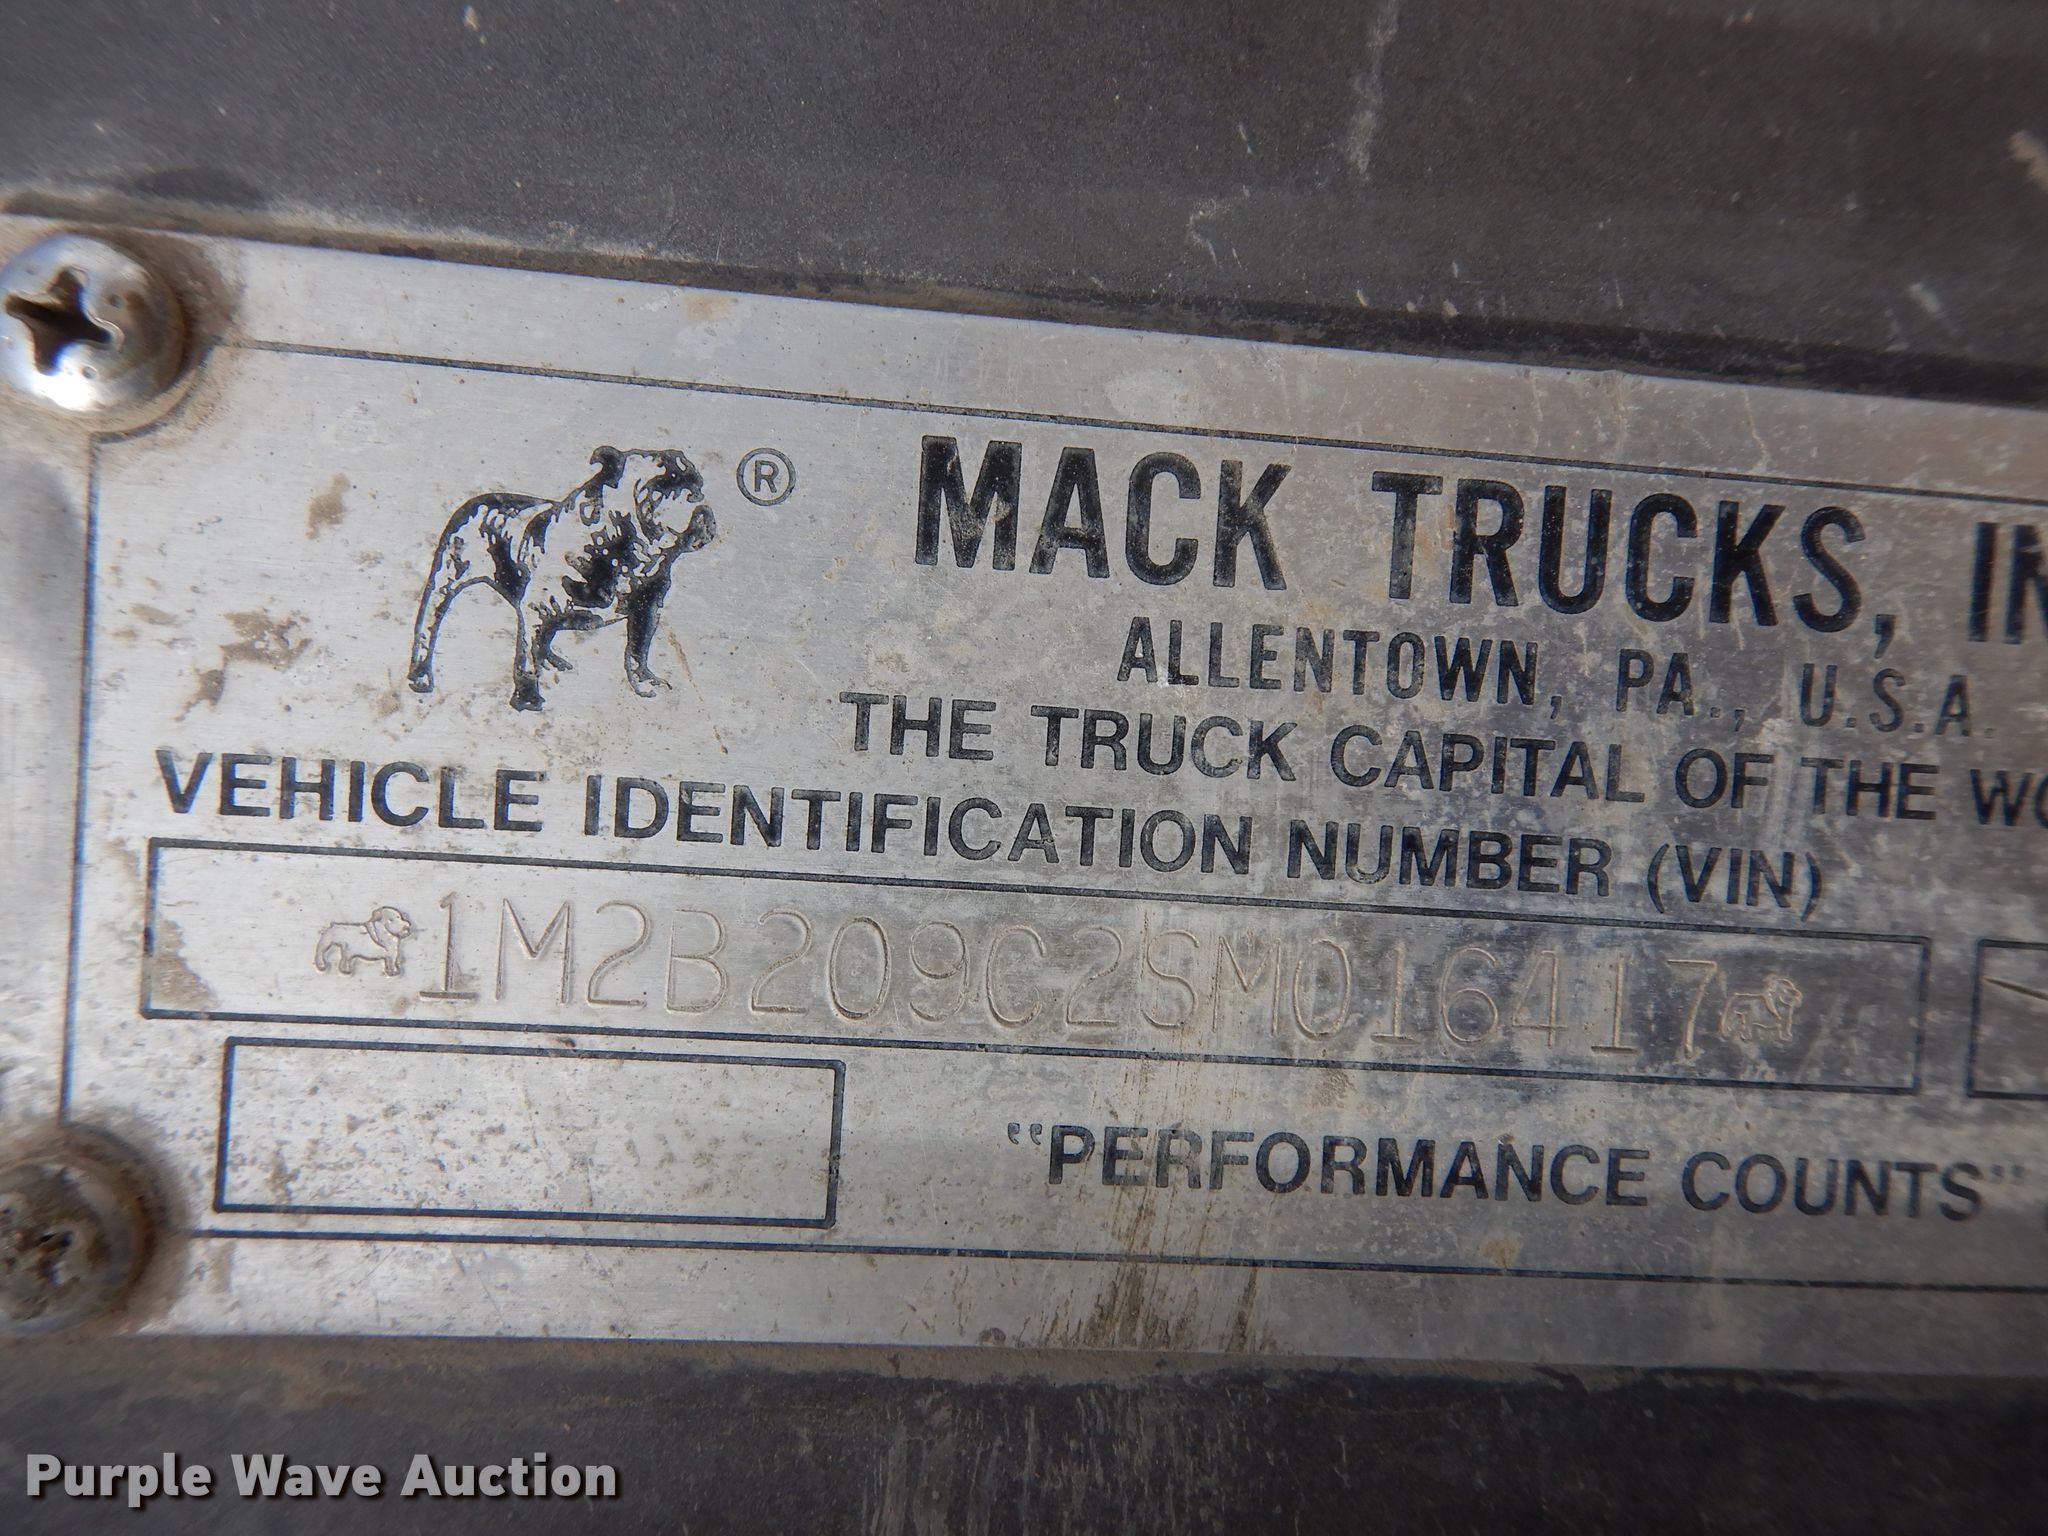 ®
MACK TRUCKS, IN
ALLENTOWN, PA., U.S.A.
THE TRUCK CAPITAL OF THE WO
VEHICLE IDENTIFICATION NUMBER (VIN)
1M2B209C2SM016417
"PERFORMANCE COUNTS"
Purple Wave Auction